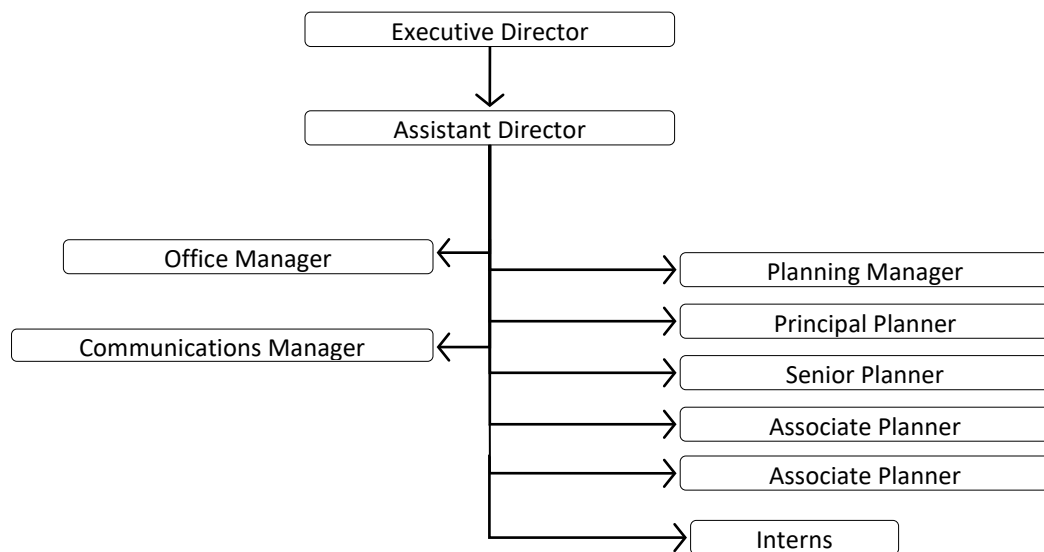 Executive Director
Assistant Director
Office Manager
Planning Manager
Principal Planner
Communications Manager
Senior Planner
Associate Planner
Associate Planner
Interns